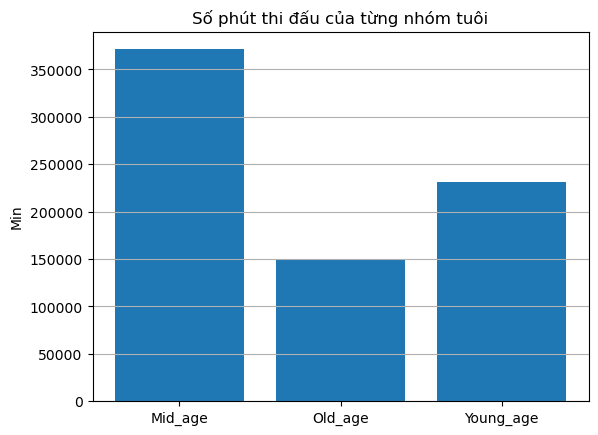 Số phút thi đấu của từng nhóm tuôi
Min
350000
300000
250000
200000
150000
100000
50000
0
Mid_age
Old_age
Young_age